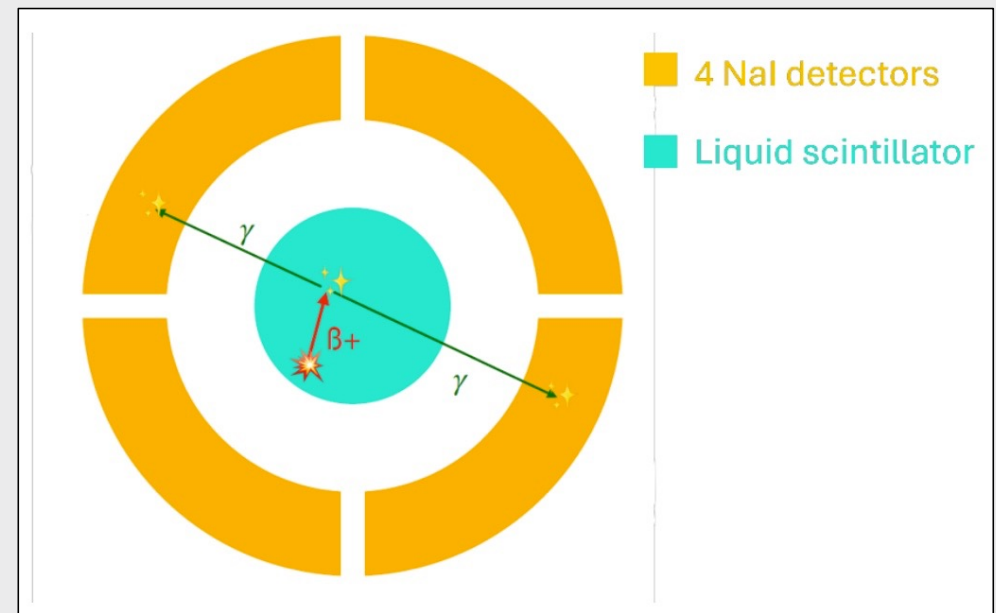 4 NaI detectors
Liquid scintillator
γ
β+
γ